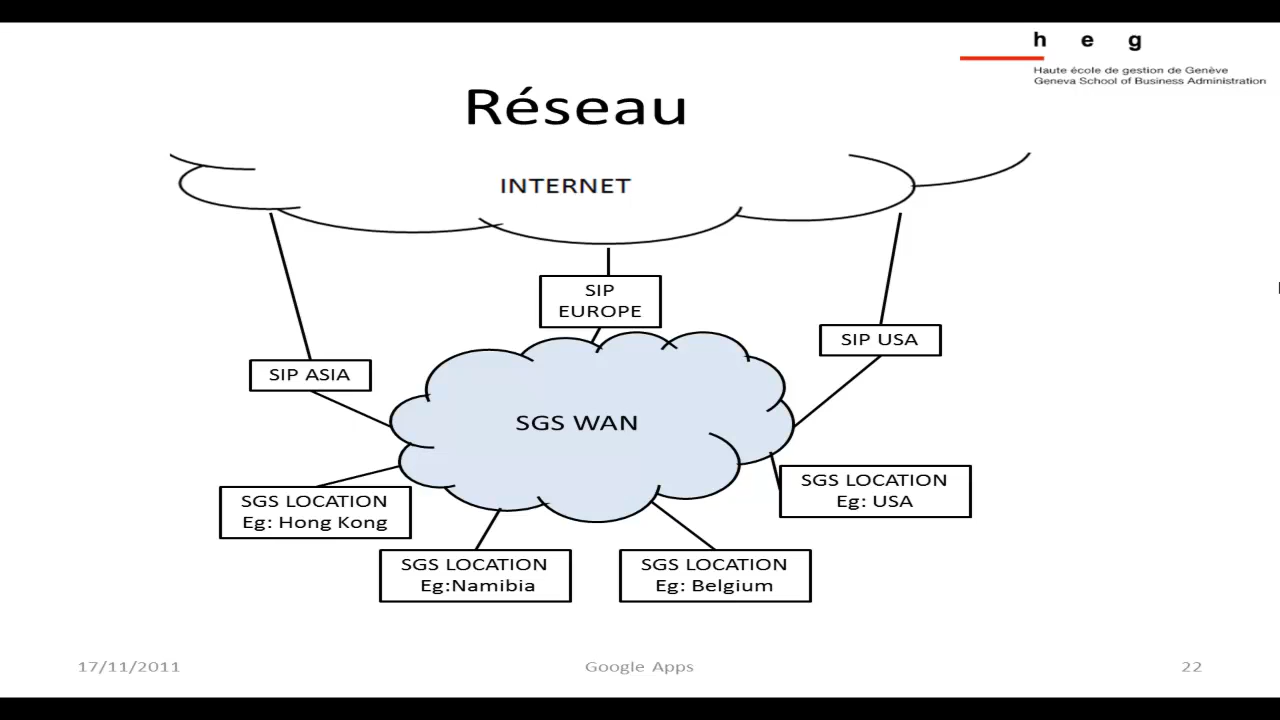 h e g
Haute école de gestion de Genève
Geneva School of Business Administration
Réseau
INTERNET
SIP
EUROPE
SIP USA
SIP ASIA
SGS WAN
SGS LOCATION
Eg: USA
SGS LOCATION
Eg: Hong Kong
SGS LOCATION
Eg:Namibia
SGS LOCATION
Eg: Belgium
17/11/2011
Google Apps
22